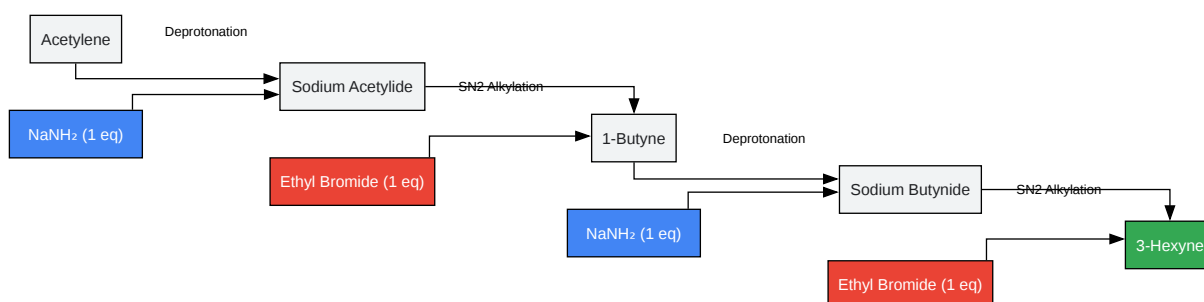 Acetylene
Deprotonation
Sodium Acetylide
SN2 Alkylation
NaNH₂ (1 eq)
1-Butyne
Deprotonation
Ethyl Bromide (1 eq)
Sodium Butynide
SN2 Alkylation
NaNH₂ (1 eq)
3-Hexyne
Ethyl Bromide (1 eq)